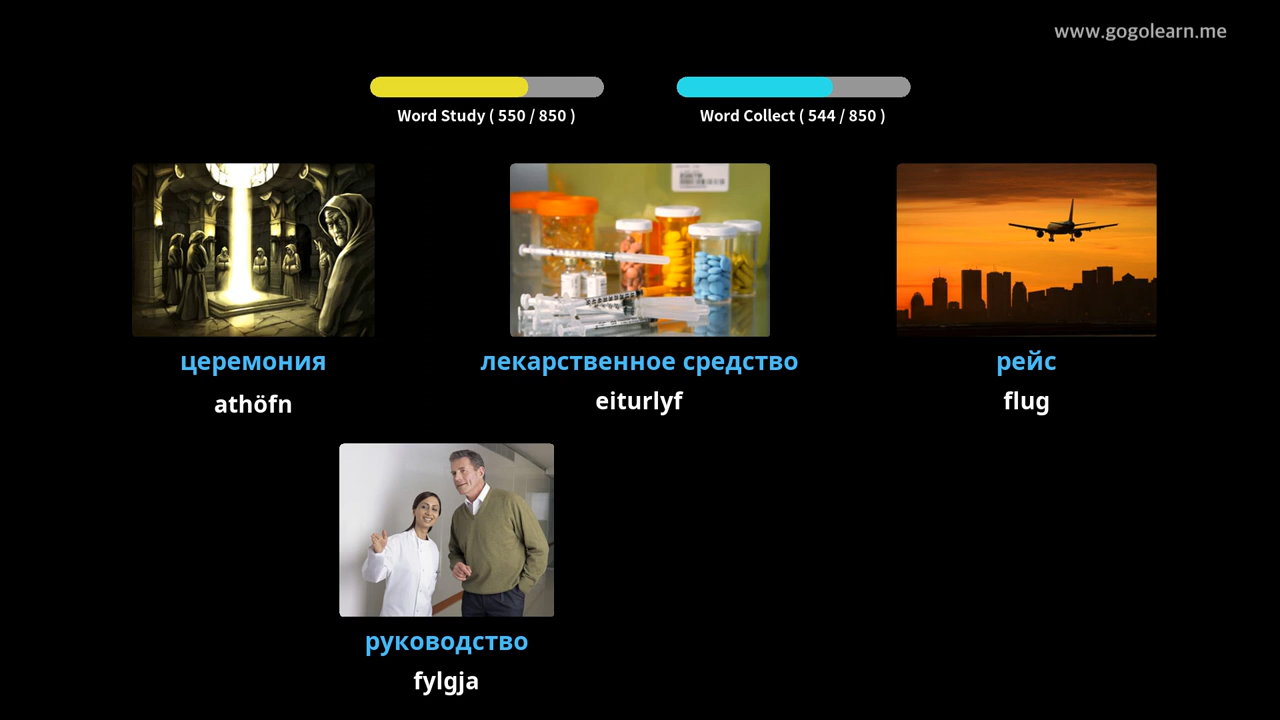 www.gogolearn.me
Word Study ( 550 / 850 )
Word Collect ( 544 / 850 )
церемония
лекарственное средство
рейс
athöfn
eiturlyf
flug
руководство
fylgja